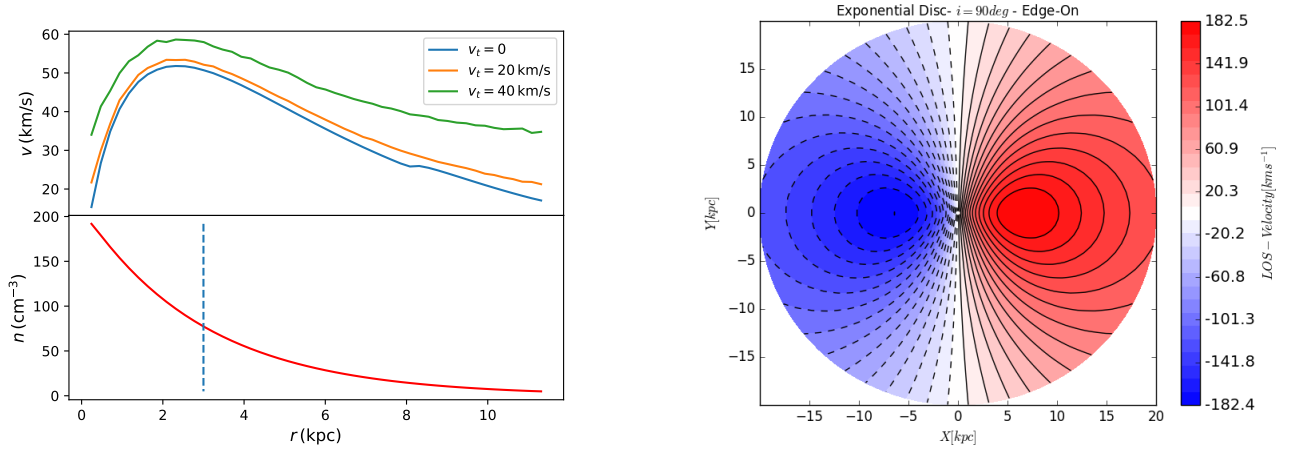 60
50
40
30
20
v (km/s)
v_t = 0
v_t = 20 km/s
v_t = 40 km/s
200
150
100
50
0
n (cm⁻³)
0 2 4 6 8 10
r (kpc)
Exponential Disc- i = 90deg - Edge-On
15
10
5
0
−5
−10
−15
Y[kpc]
−15 −10 −5 0 5 10 15 20
X[kpc]
182.5
141.9
101.4
60.9
20.3
-20.2
-60.8
-101.3
-141.8
-182.4
LOS − Velocity[kms⁻¹]